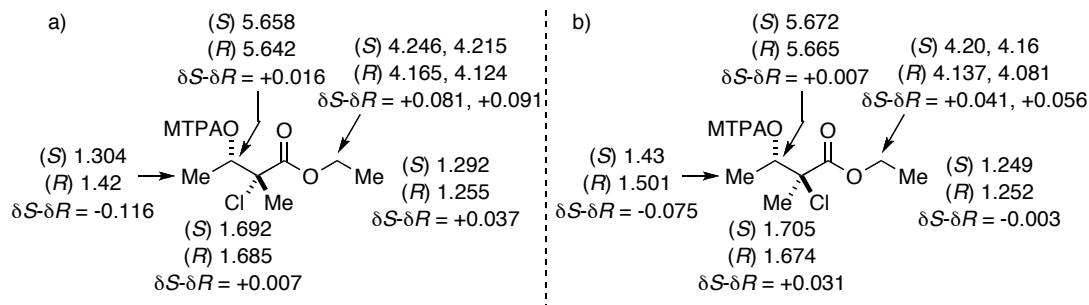 a)
(S) 5.658
(R) 5.642
δS-δR = +0.016
(S) 4.246, 4.215
(R) 4.165, 4.124
δS-δR = +0.081, +0.091
MTPAO
O
(S) 1.304
(R) 1.42
δS-δR = -0.116
Me
Cl
Me
O
Me
(S) 1.292
(R) 1.255
δS-δR = +0.037
(S) 1.692
(R) 1.685
δS-δR = +0.007
b)
(S) 5.672
(R) 5.665
δS-δR = +0.007
(S) 4.20, 4.16
(R) 4.137, 4.081
δS-δR = +0.041, +0.056
MTPAO
O
(S) 1.43
(R) 1.501
δS-δR = -0.075
Me
Me
Cl
O
Me
(S) 1.249
(R) 1.252
δS-δR = -0.003
(S) 1.705
(R) 1.674
δS-δR = +0.031